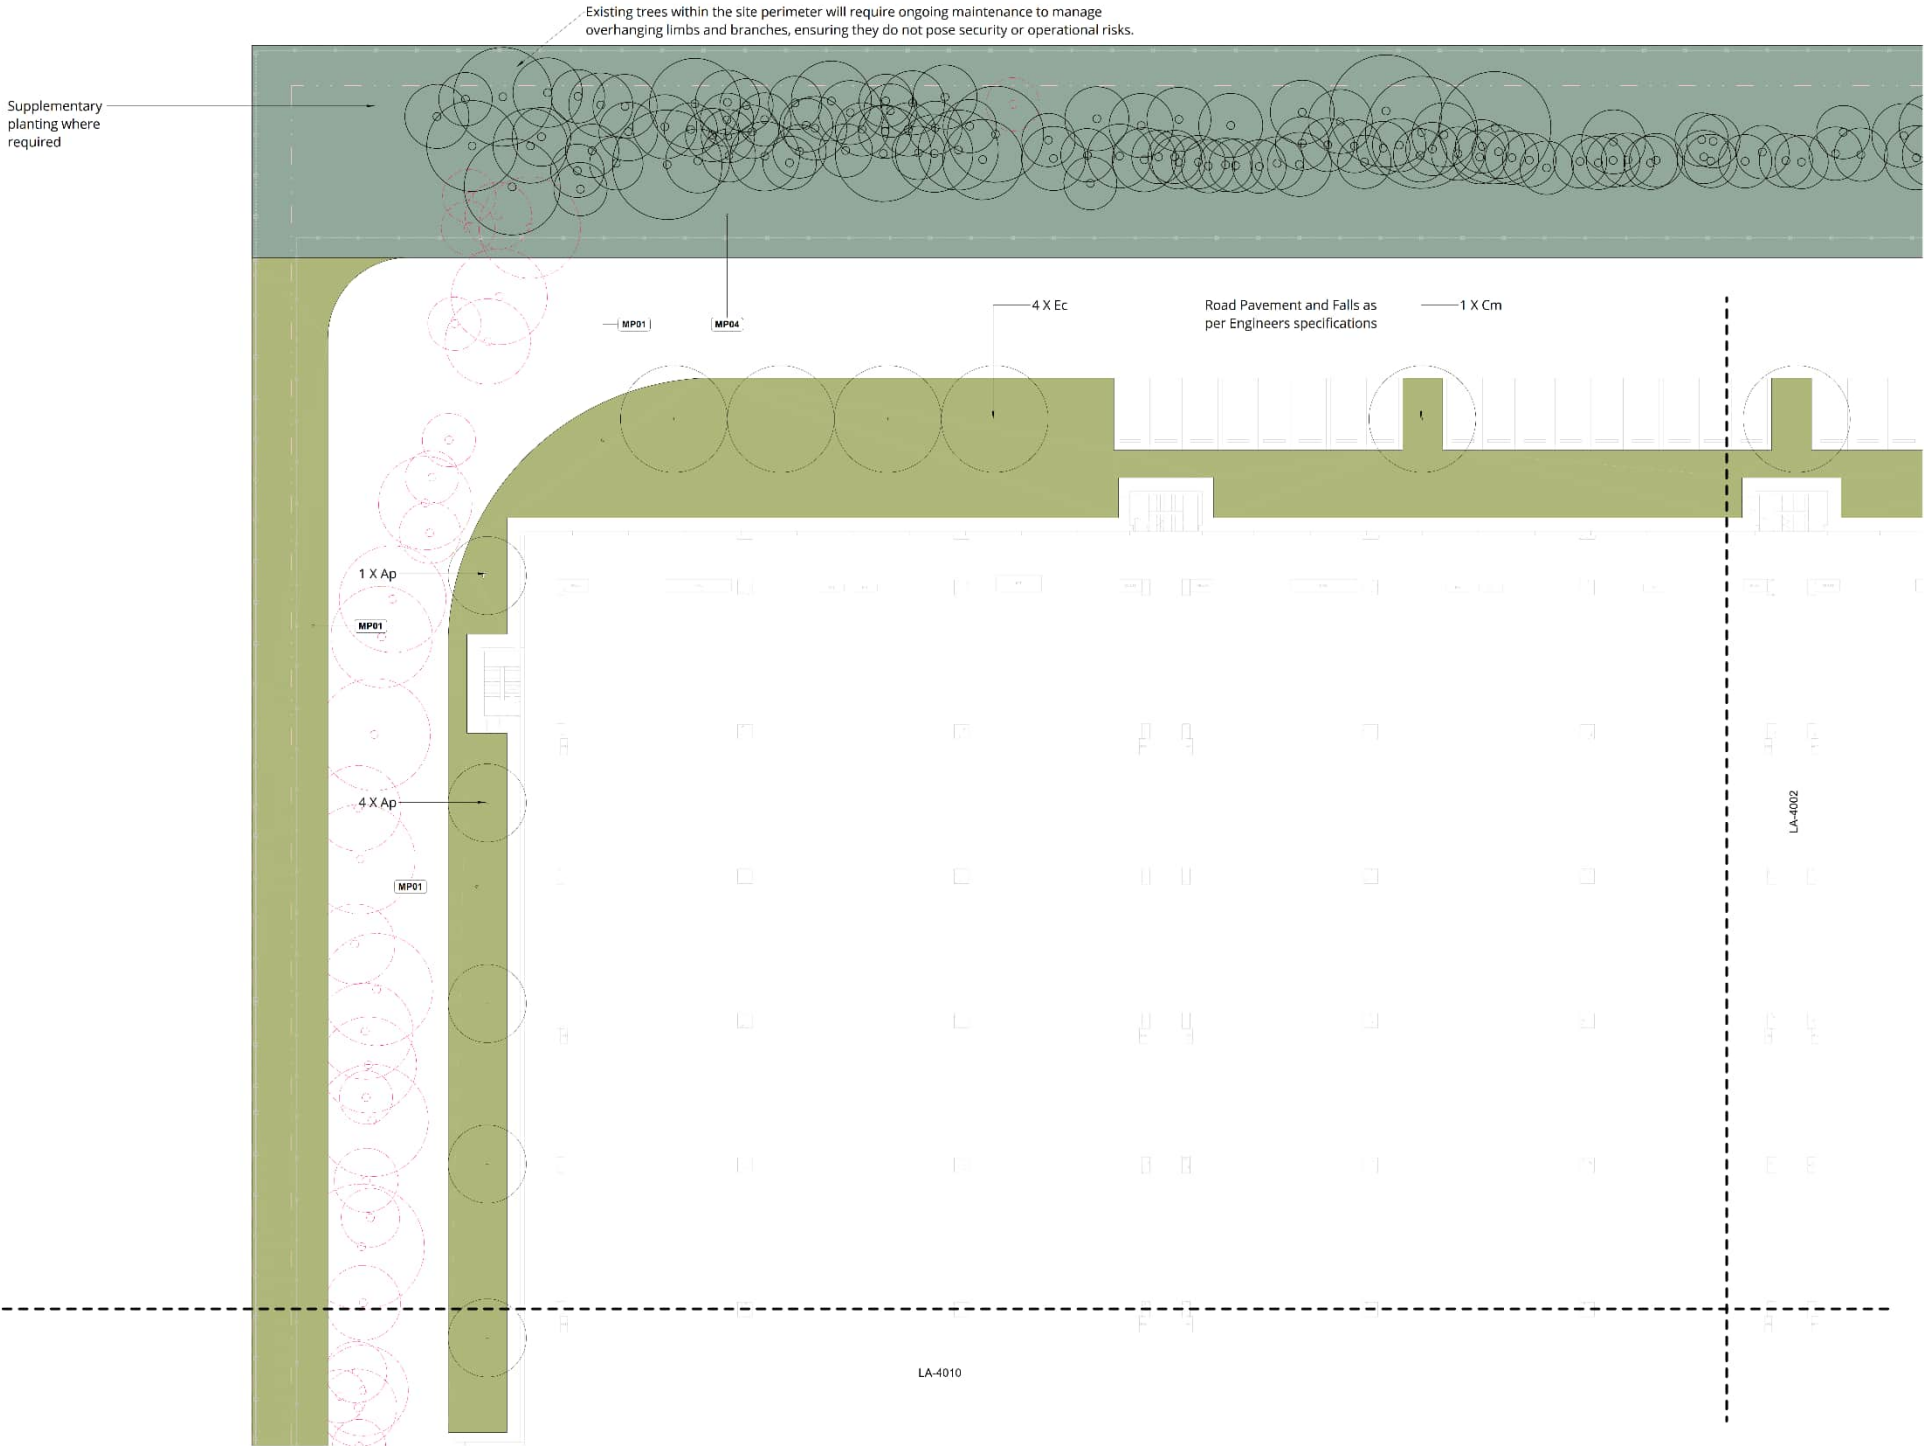 Existing trees within the site perimeter will require ongoing maintenance to manage
overhanging limbs and branches, ensuring they do not pose security or operational risks.
Supplementary
planting where
required
4 X Ec
Road Pavement and Falls as
per Engineers specifications
1 X Cm
MP01
MP04
1 X Ap
MP01
4 X Ap
LA-4002
MP01
LA-4010